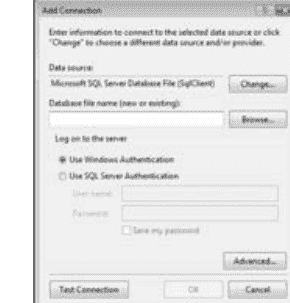 Add Connection
Enter information to connect to the selected data source or click
"Change" to choose a different data source and/or provider.
Data source:
Microsoft SQL Server Database File (SqlClient)
Change...
Database file name (new or existing):
Browse...
Log on to the server
Use Windows Authentication
Use SQL Server Authentication
User name:
Password:
Save my password
Advanced...
Test Connection
OK
Cancel